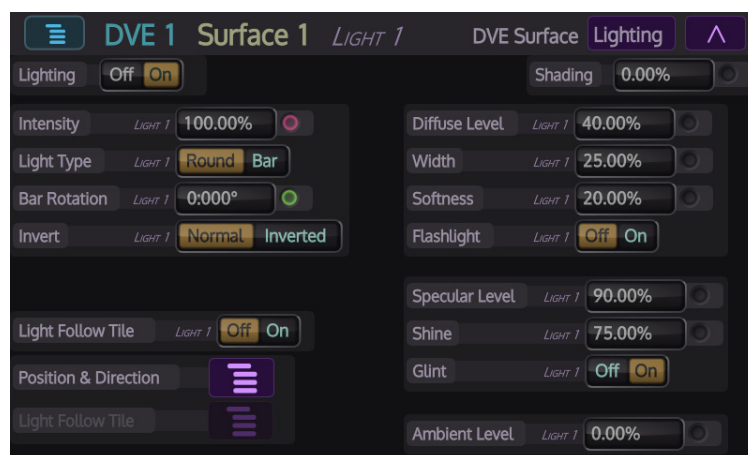 DVE 1 Surface 1 LIGHT 1 DVE Surface Lighting
Lighting Off On
Shading 0.00%
Intensity LIGHT 1 100.00%
Light Type LIGHT 1 Round Bar
Bar Rotation LIGHT 1 0:000°
Invert LIGHT 1 Normal Inverted
Diffuse Level LIGHT 1 40.00%
Width LIGHT 1 25.00%
Softness LIGHT 1 20.00%
Flashlight LIGHT 1 Off On
Light Follow Tile LIGHT 1 Off On
Position & Direction
Light Follow Tile
Specular Level LIGHT 1 90.00%
Shine LIGHT 1 75.00%
Glint LIGHT 1 Off On
Ambient Level LIGHT 1 0.00%